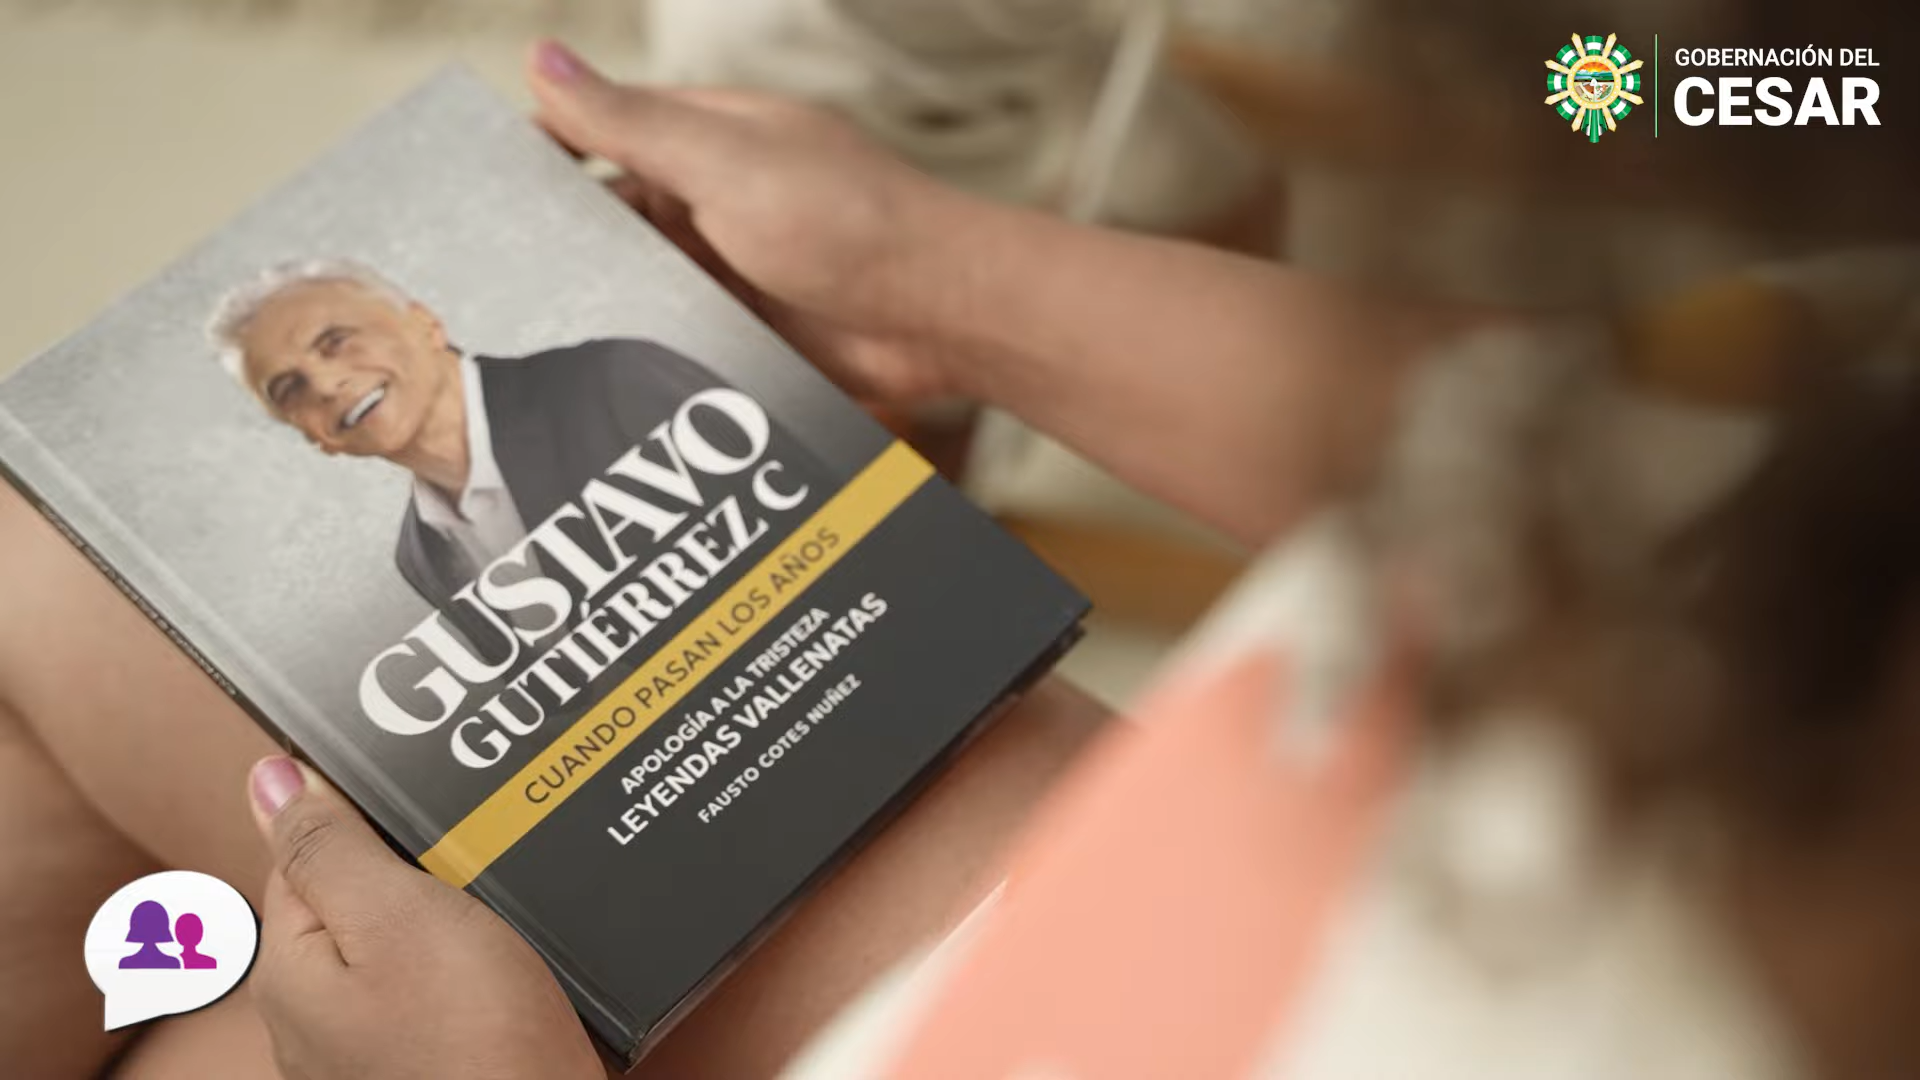 GOBERNACIÓN DEL
CESAR
GUSTAVO
GUTIÉRREZ C
CUANDO PASAN LOS AÑOS
APOLOGÍA A LA TRISTEZA
LEYENDAS VALLENATAS
FAUSTO COTES NUÑEZ